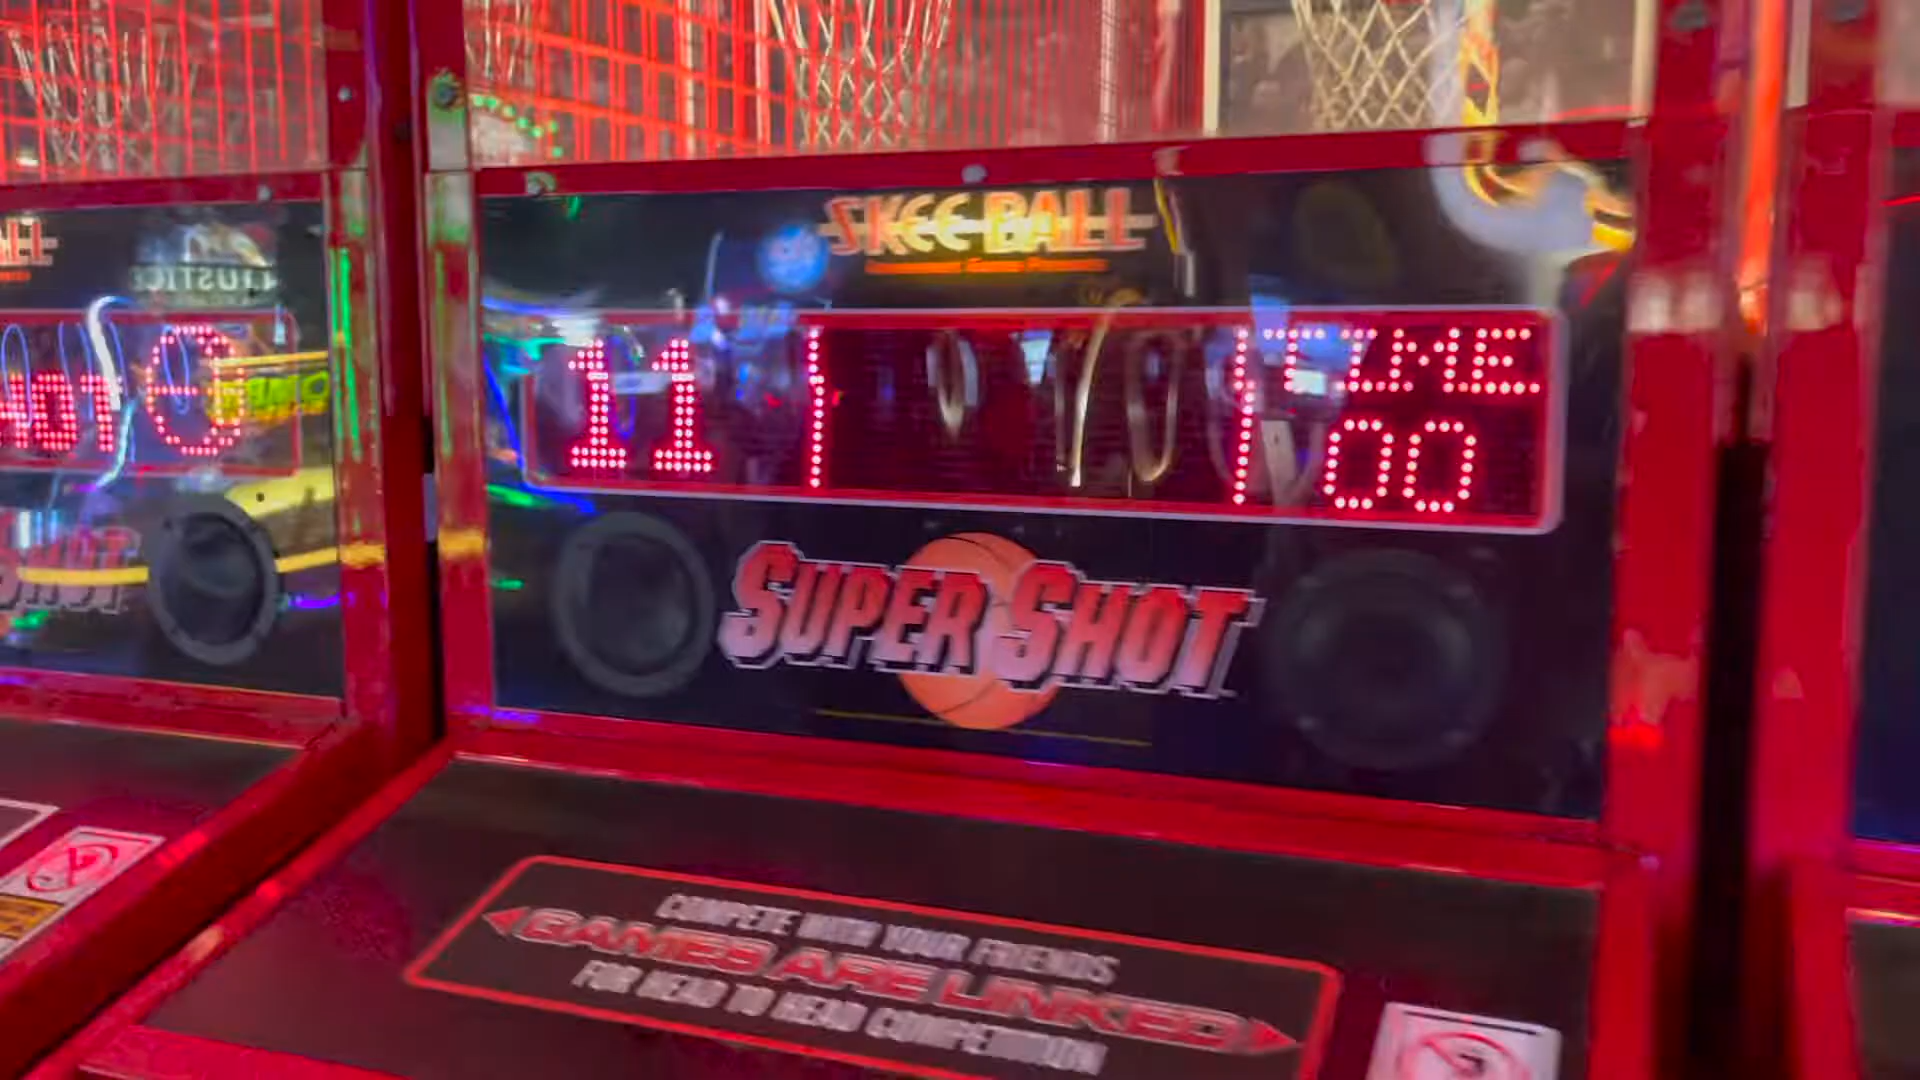 SKEE BALL
11
TIME
00
SUPER SHOT
COMPETE WITH YOUR FRIENDS
GAMES ARE LINKED
FOR HEAD TO HEAD COMPETITION